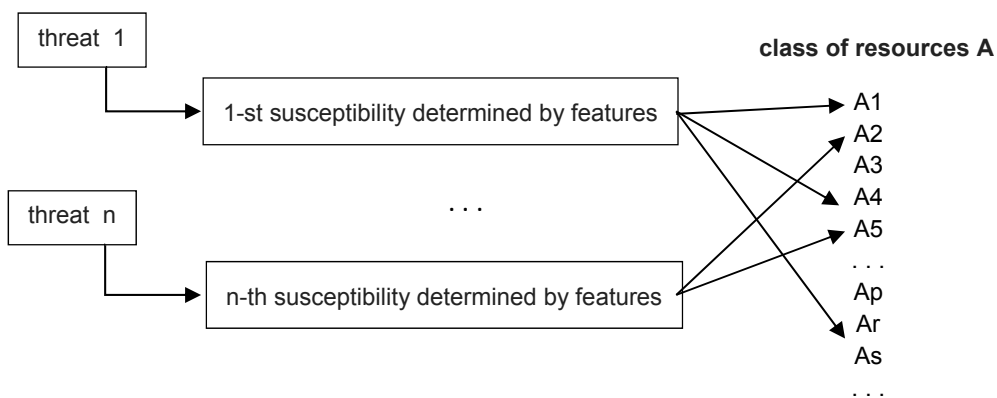 threat 1
class of resources A
1-st susceptibility determined by features
A1
A2
A3
threat n
. . .
A4
A5
n-th susceptibility determined by features
. . .
Ap
Ar
As
. . .